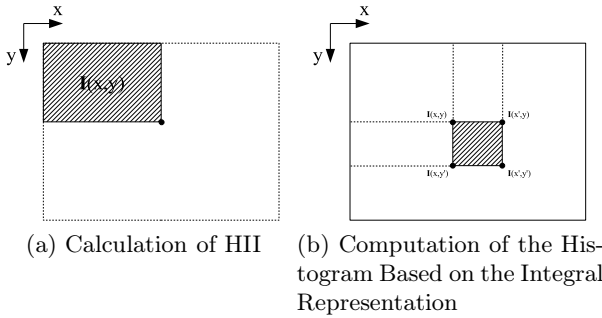 x
y
I(x,y)
x
y
I(x,y)
I(x',y)
I(x,y')
I(x',y')
(a) Calculation of HII
(b) Computation of the His-
togram Based on the Integral
Representation